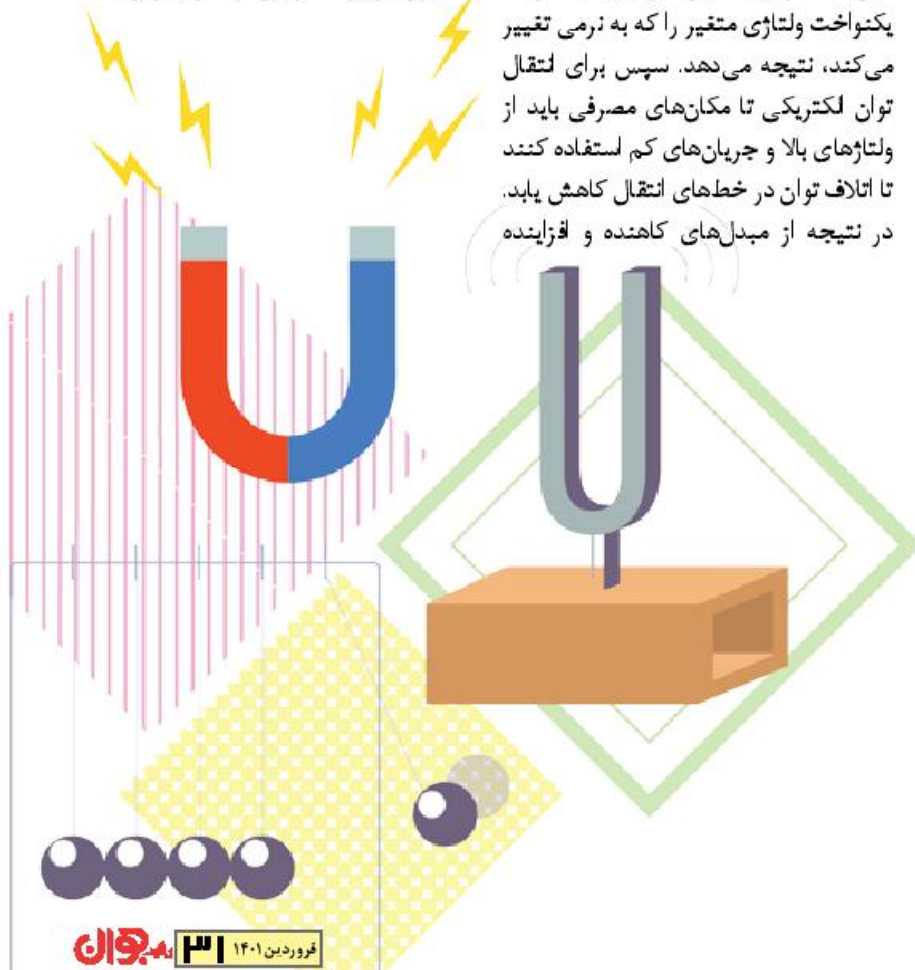 یکنواخت ولتاژی متغیر را که به نرمی تغییر
می‌کند، نتیجه می‌دهد. سپس برای انتقال
توان الکتریکی تا مکان‌های مصرفی باید از
ولتاژهای بالا و جریان‌های کم استفاده کنند
تا اتلاف توان در خط‌های انتقال کاهش یابد.
در نتیجه از مبدل‌های کاهنده و افزاینده
فروردین ۱۴۰۱ | ۳۱ رشد جوان